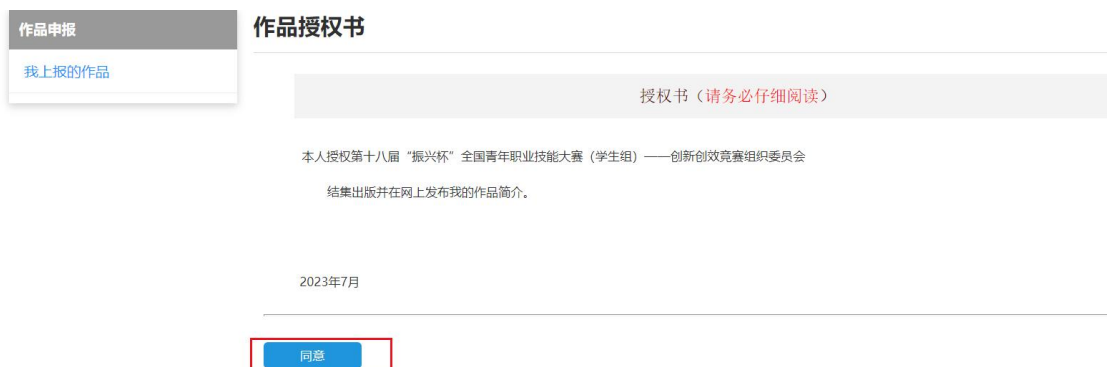 作品申报
我上报的作品
作品授权书
授权书（请务必仔细阅读）
本人授权第十八届“振兴杯”全国青年职业技能大赛（学生组）——创新创效竞赛组织委员会
结集出版并在网上发布我的作品简介。
2023年7月
同意